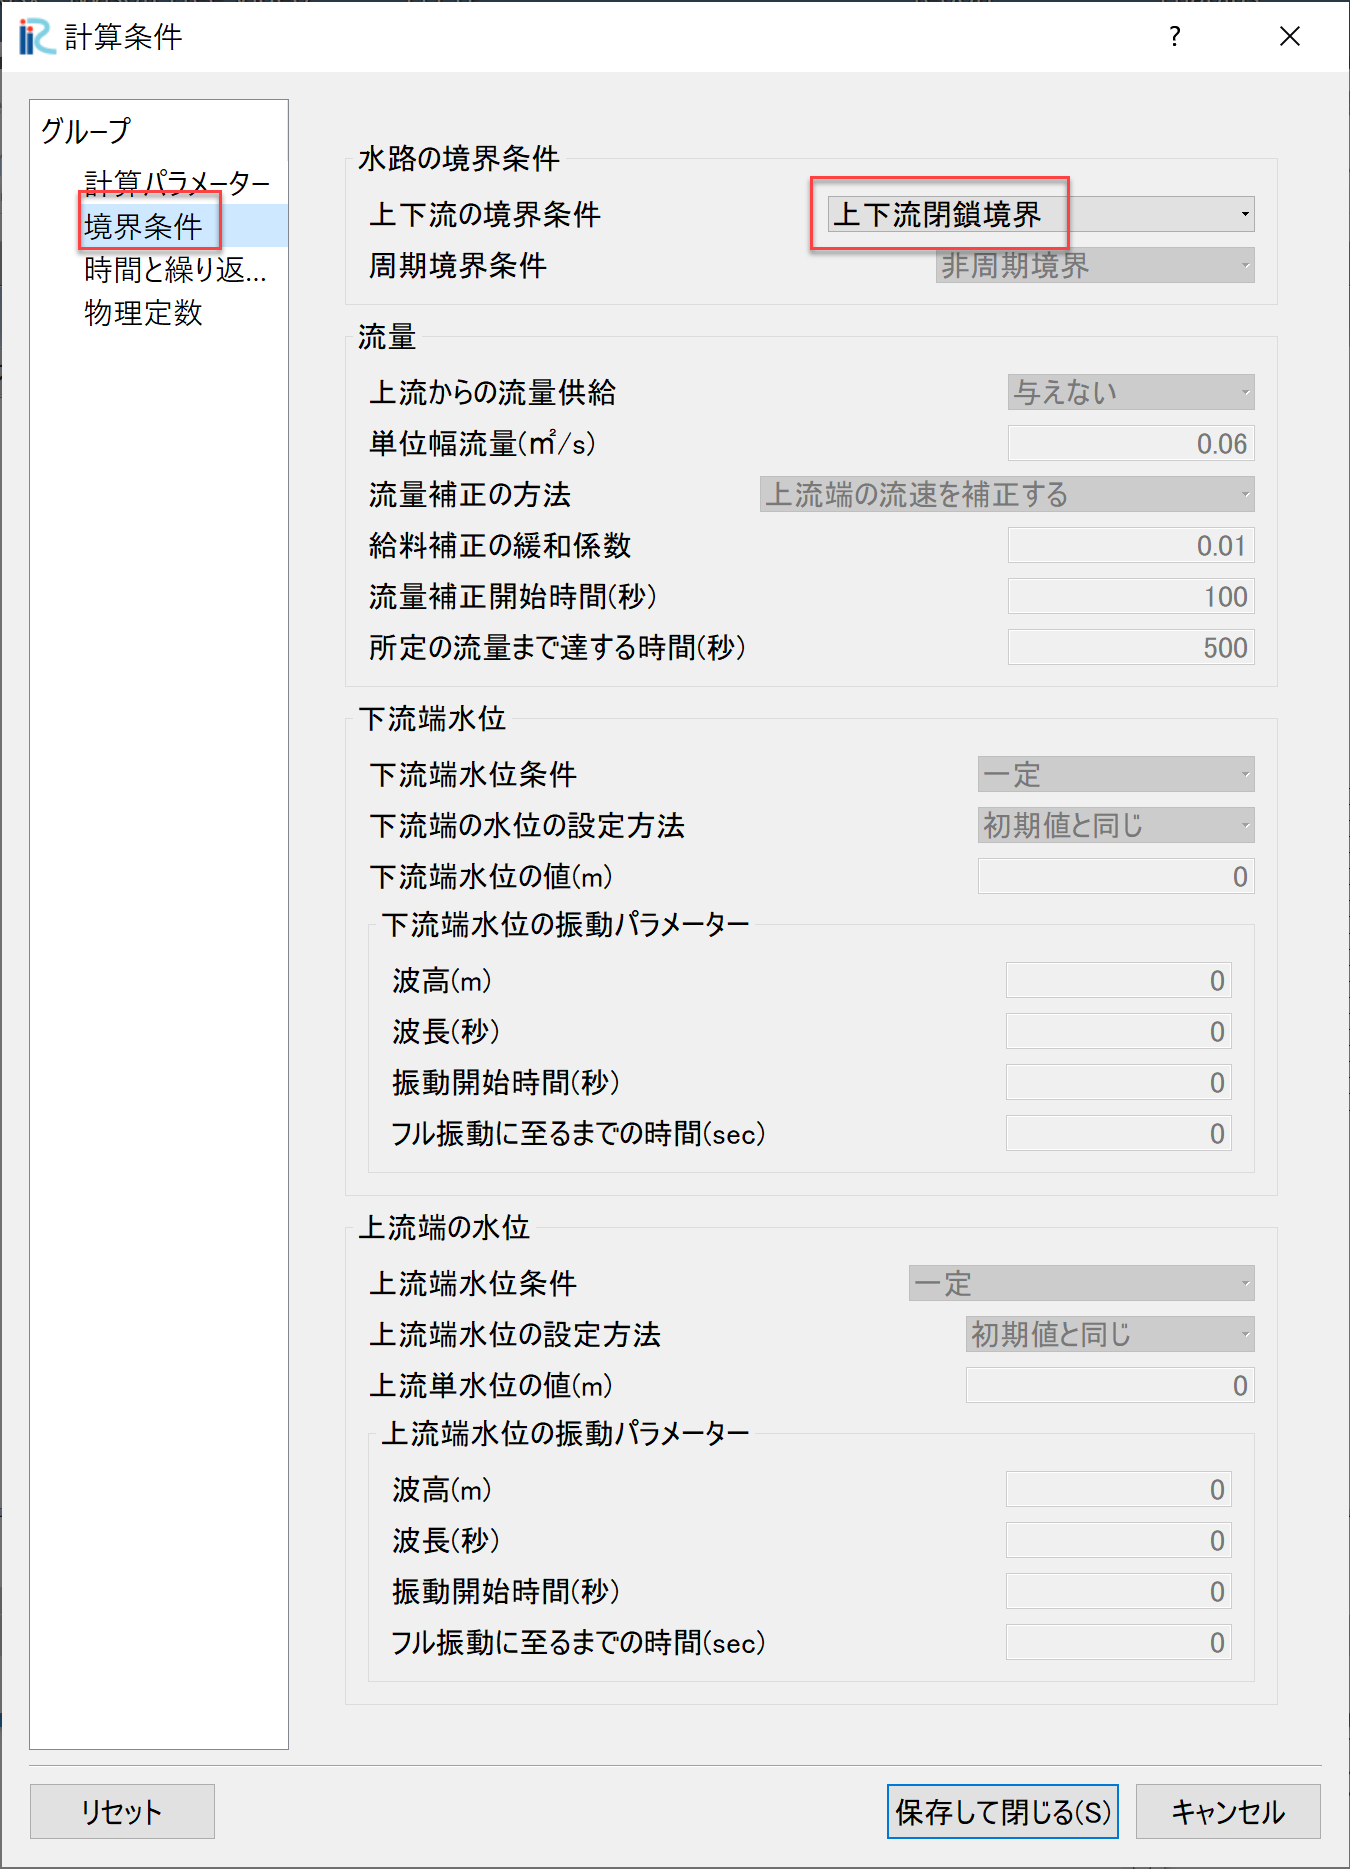 iRC 計算条件 ?
グループ
計算パラメーター
境界条件
時間と繰り返...
物理定数
水路の境界条件
上下流の境界条件 上下流閉鎖境界
周期境界条件 非周期境界
流量
上流からの流量供給 与えない
単位幅流量(㎡/s) 0.06
流量補正の方法 上流端の流速を補正する
給料補正の緩和係数 0.01
流量補正開始時間(秒) 100
所定の流量まで達する時間(秒) 500
下流端水位
下流端水位条件 一定
下流端の水位の設定方法 初期値と同じ
下流端水位の値(m) 0
下流端水位の振動パラメーター
波高(m) 0
波長(秒) 0
振動開始時間(秒) 0
フル振動に至るまでの時間(sec) 0
上流端の水位
上流端水位条件 一定
上流端水位の設定方法 初期値と同じ
上流単水位の値(m) 0
上流端水位の振動パラメーター
波高(m) 0
波長(秒) 0
振動開始時間(秒) 0
フル振動に至るまでの時間(sec) 0
リセット 保存して閉じる(S) キャンセル